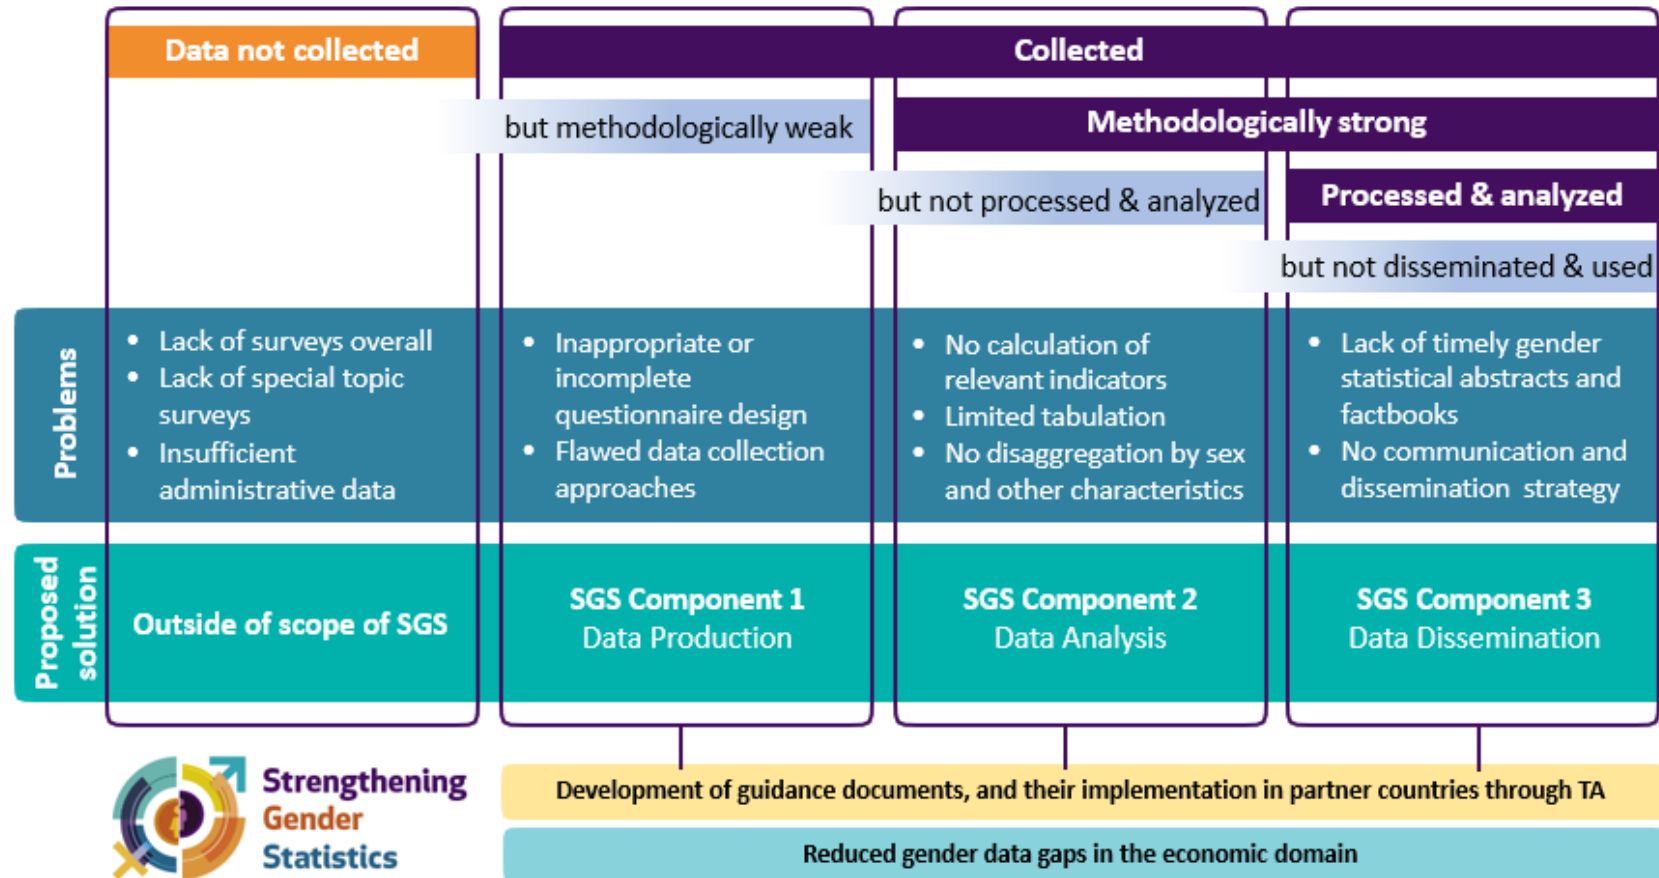 Data not collected
Collected
but methodologically weak
Methodologically strong
but not processed & analyzed
Processed & analyzed
but not disseminated & used
Problems
• Lack of surveys overall
• Lack of special topic
surveys
• Insufficient
administrative data
• Inappropriate or
incomplete
questionnaire design
• Flawed data collection
approaches
• No calculation of
relevant indicators
• Limited tabulation
• No disaggregation by sex
and other characteristics
• Lack of timely gender
statistical abstracts and
factbooks
• No communication and
dissemination strategy
Proposed
solution
Outside of scope of SGS
SGS Component 1
Data Production
SGS Component 2
Data Analysis
SGS Component 3
Data Dissemination
Strengthening
Gender
Statistics
Development of guidance documents, and their implementation in partner countries through TA
Reduced gender data gaps in the economic domain